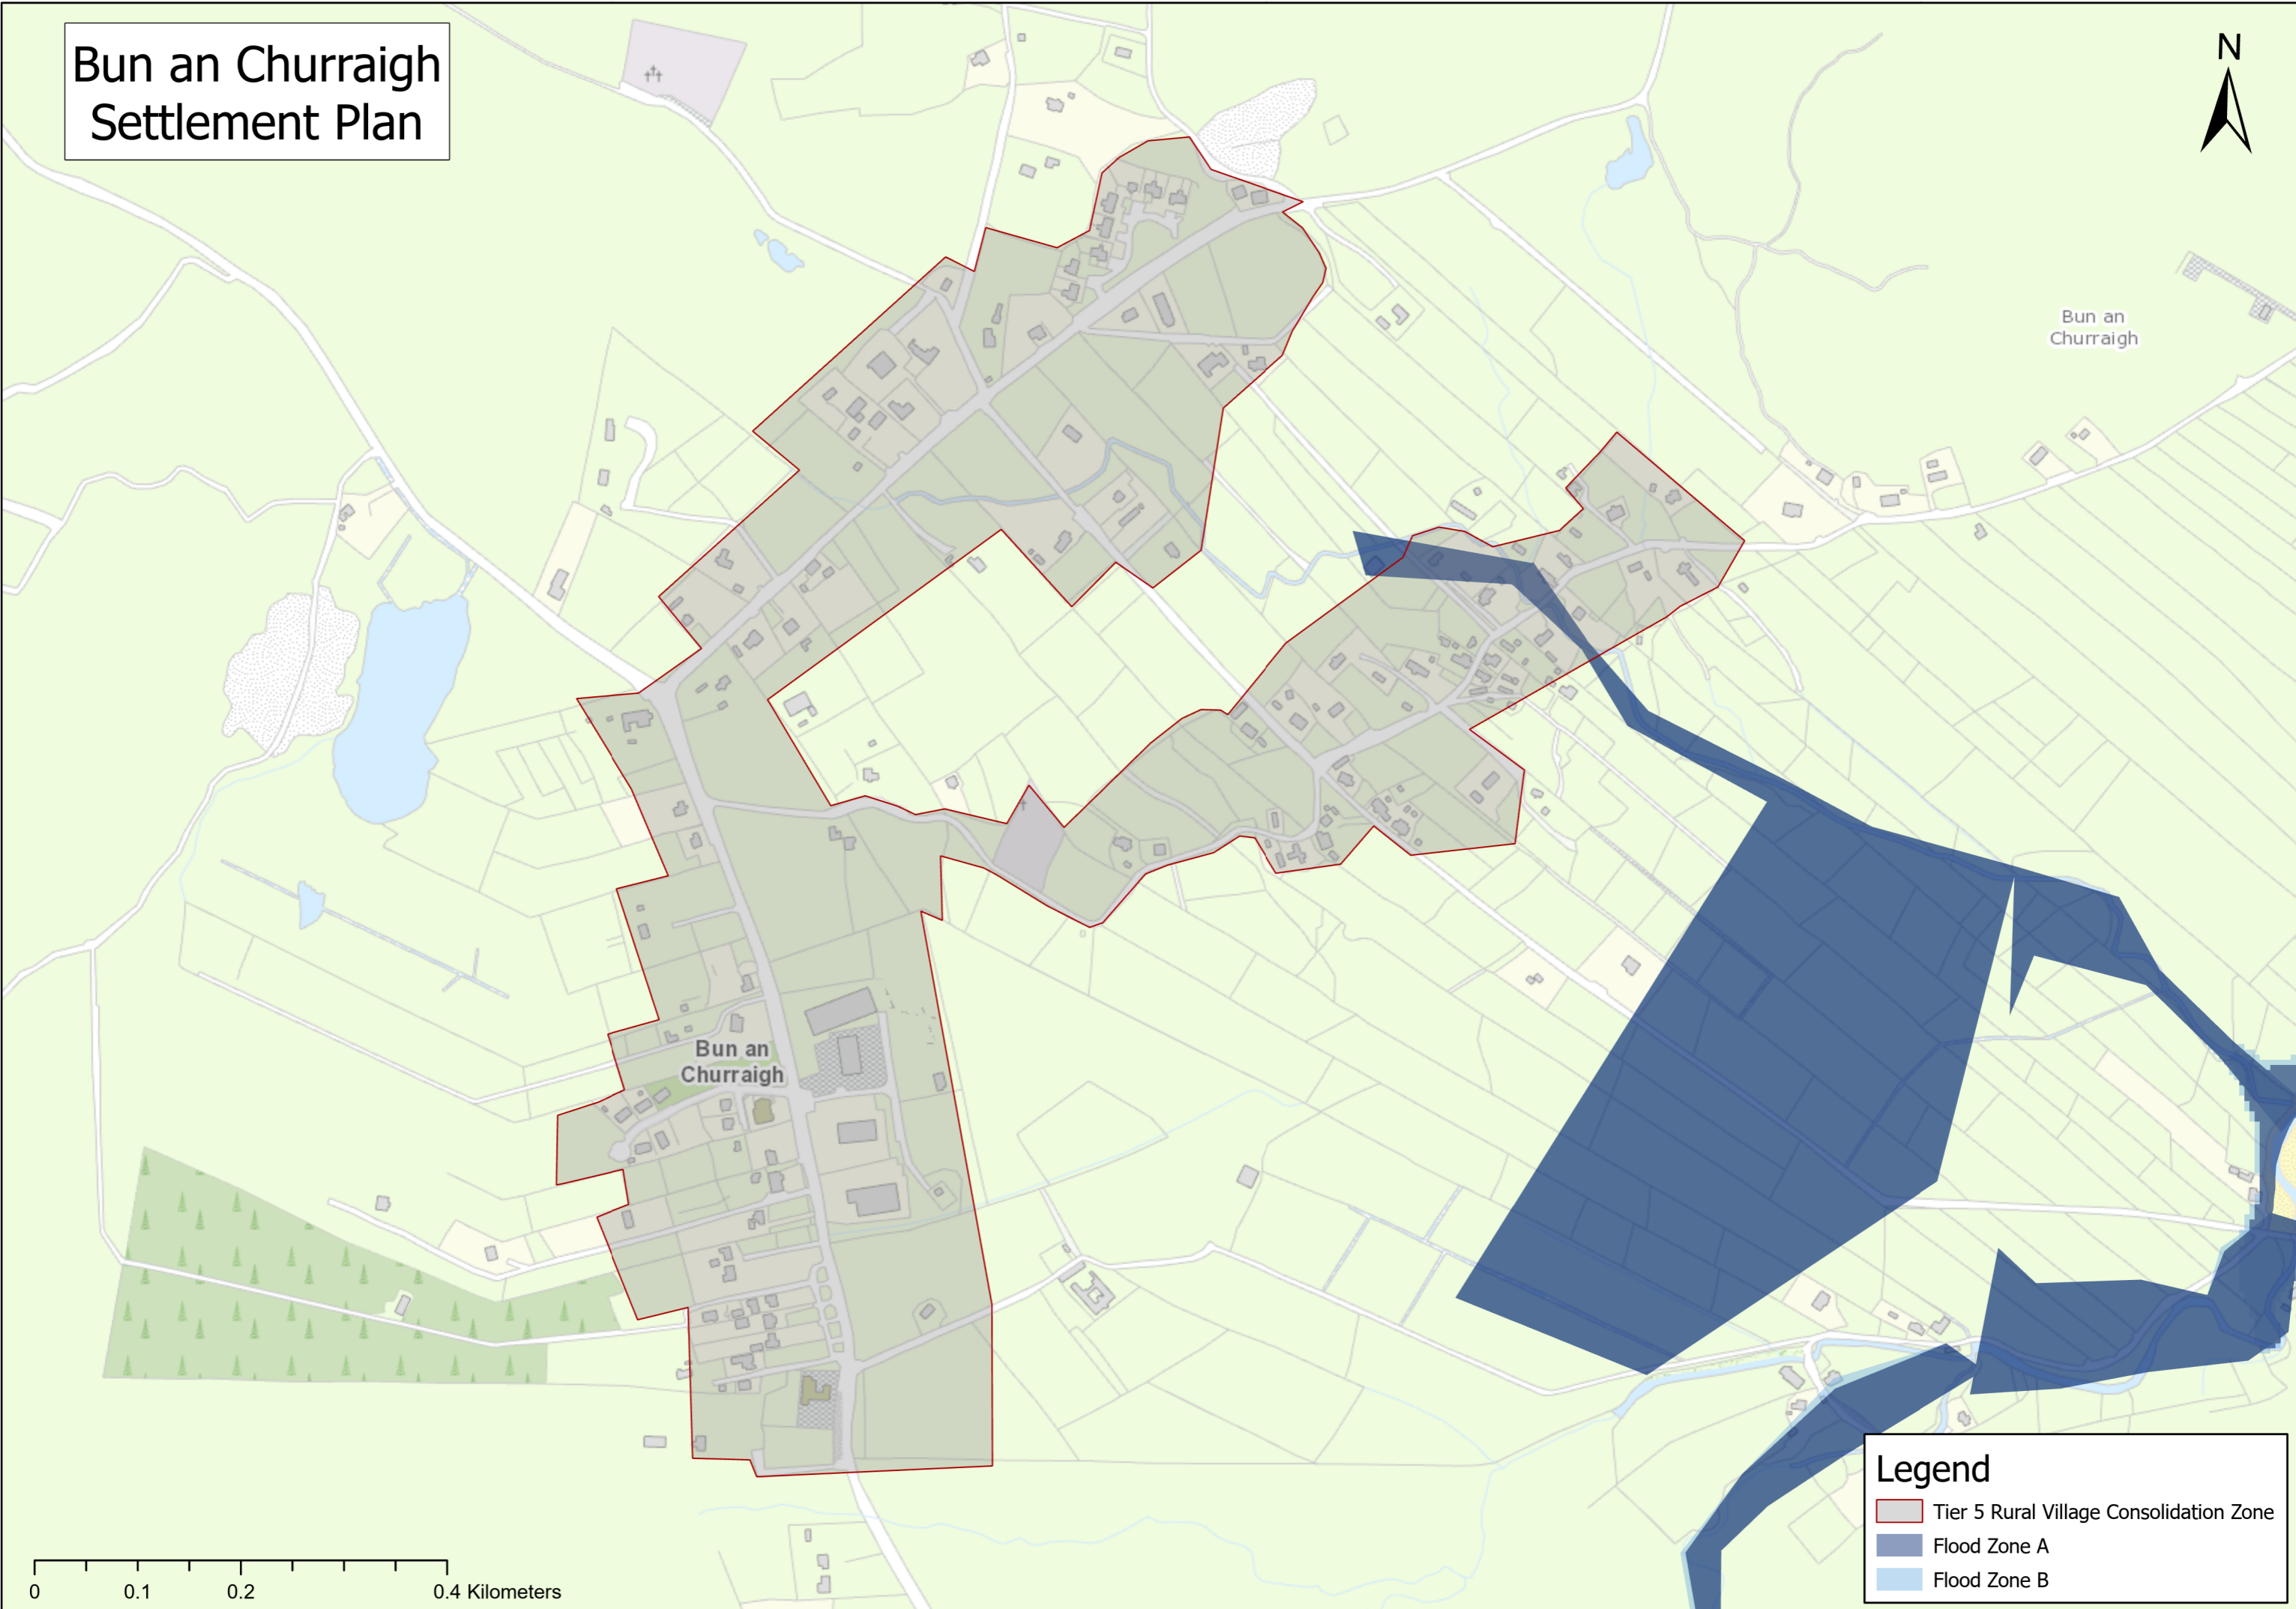 Bun an Churraigh
Settlement Plan
N
Bun an
Churraigh
Bun an
Churraigh
Legend
Tier 5 Rural Village Consolidation Zone
Flood Zone A
Flood Zone B
0 0.1 0.2 0.4 Kilometers